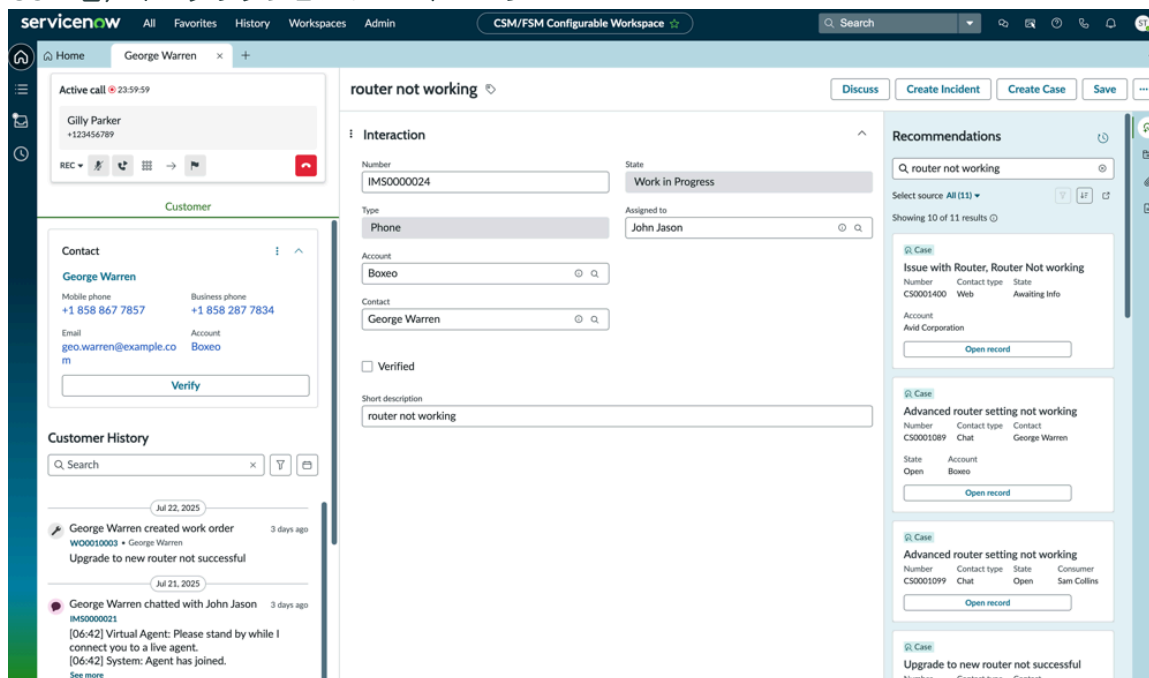 servicenow All Favorites History Workspaces Admin CSM/FSM Configurable Workspace Search
Home George Warren × +
Active call 23:59:59
Gilly Parker
+123456789
REC
Customer
Contact
George Warren
Mobile phone Business phone
+1 858 867 7857 +1 858 287 7834
Email Account
geo.warren@example.co Boxeo
m
Verify
Customer History
Search
Jul 22, 2025
George Warren created work order 3 days ago
WO0010003 • George Warren
Upgrade to new router not successful
Jul 21, 2025
George Warren chatted with John Jason 3 days ago
IMS0000021
[06:42] Virtual Agent: Please stand by while I
connect you to a live agent.
[06:42] System: Agent has joined.
See more
router not working
Discuss Create Incident Create Case Save
Interaction
Number State
IMS0000024 Work in Progress
Type Assigned to
Phone John Jason
Account
Boxeo
Contact
George Warren
Verified
Short description
router not working
Recommendations
router not working
Select source All (11)
Showing 10 of 11 results
Case
Issue with Router, Router Not working
Number Contact type State
CS0001400 Web Awaiting Info
Account
Avid Corporation
Open record
Case
Advanced router setting not working
Number Contact type Contact
CS0001089 Chat George Warren
State Account
Open Boxeo
Open record
Case
Advanced router setting not working
Number Contact type State Consumer
CS0001099 Chat Open Sam Collins
Open record
Case
Upgrade to new router not successful